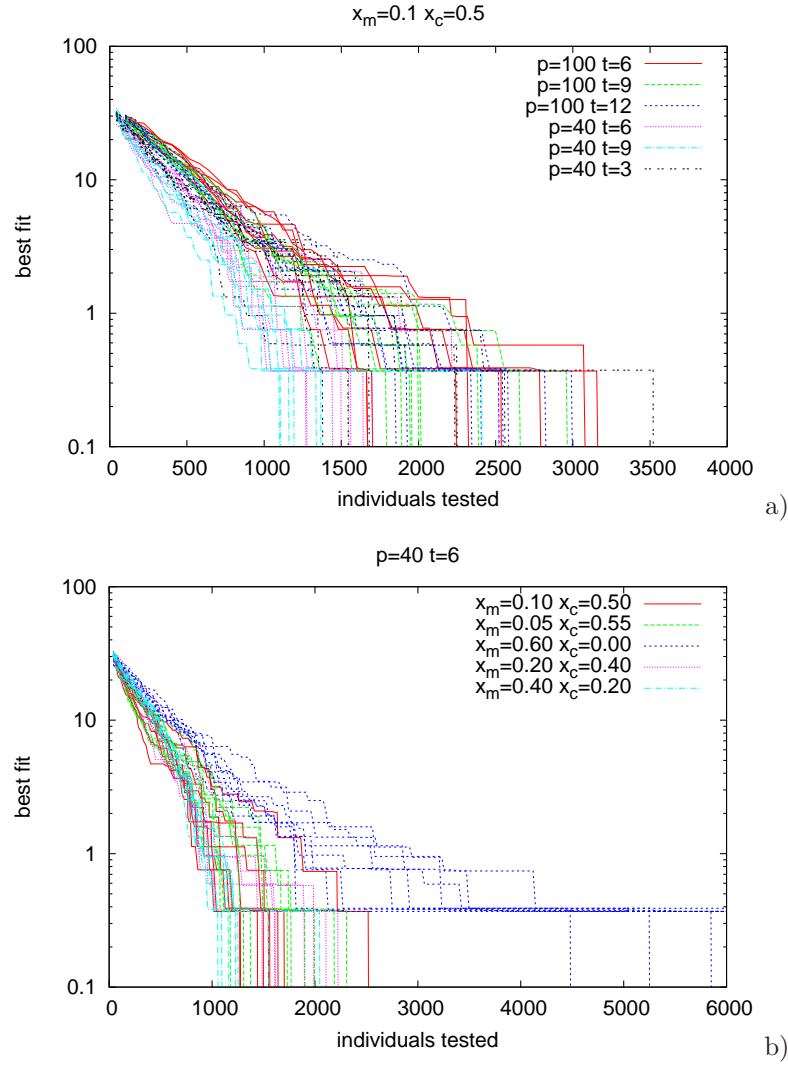 x_m=0.1 x_c=0.5
100
10
1
0.1
best fit
p=100 t=6
p=100 t=9
p=100 t=12
p=40 t=6
p=40 t=9
p=40 t=3
0 500 1000 1500 2000 2500 3000 3500 4000
individuals tested
a)
p=40 t=6
100
10
1
0.1
best fit
x_m=0.10 x_c=0.50
x_m=0.05 x_c=0.55
x_m=0.60 x_c=0.00
x_m=0.20 x_c=0.40
x_m=0.40 x_c=0.20
0 1000 2000 3000 4000 5000 6000
individuals tested
b)